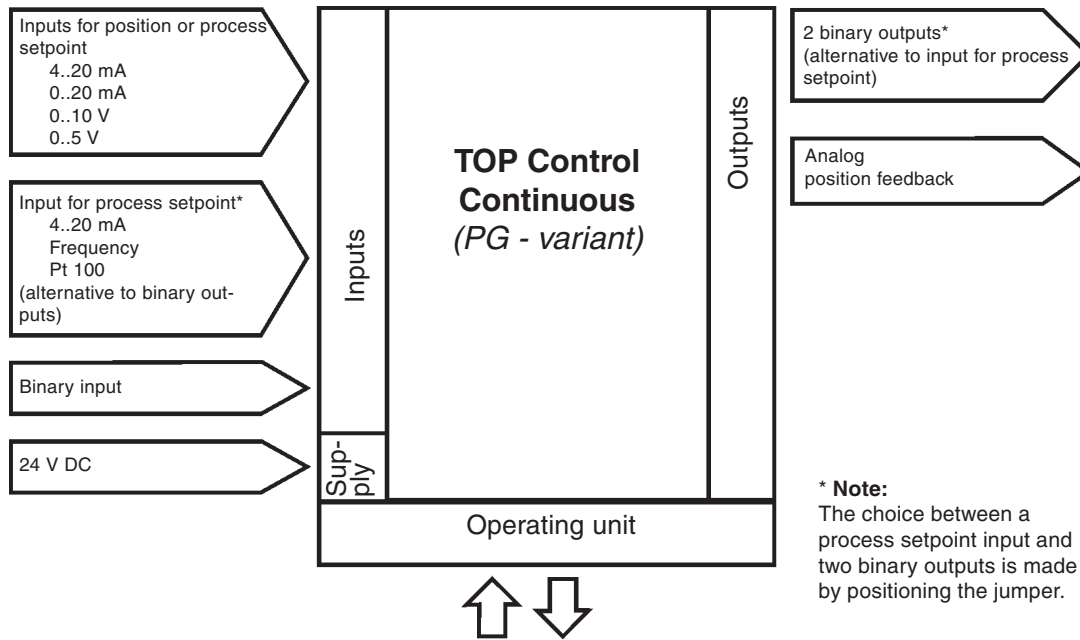 Inputs for position or process
setpoint
4..20 mA
0..20 mA
0..10 V
0..5 V
Input for process setpoint*
4..20 mA
Frequency
Pt 100
(alternative to binary out-
puts)
Binary input
24 V DC
Inputs
Sup-
ply
TOP Control
Continuous
(PG - variant)
Outputs
Operating unit
2 binary outputs*
(alternative to input for process
setpoint)
Analog
position feedback
* Note:
The choice between a
process setpoint input and
two binary outputs is made
by positioning the jumper.